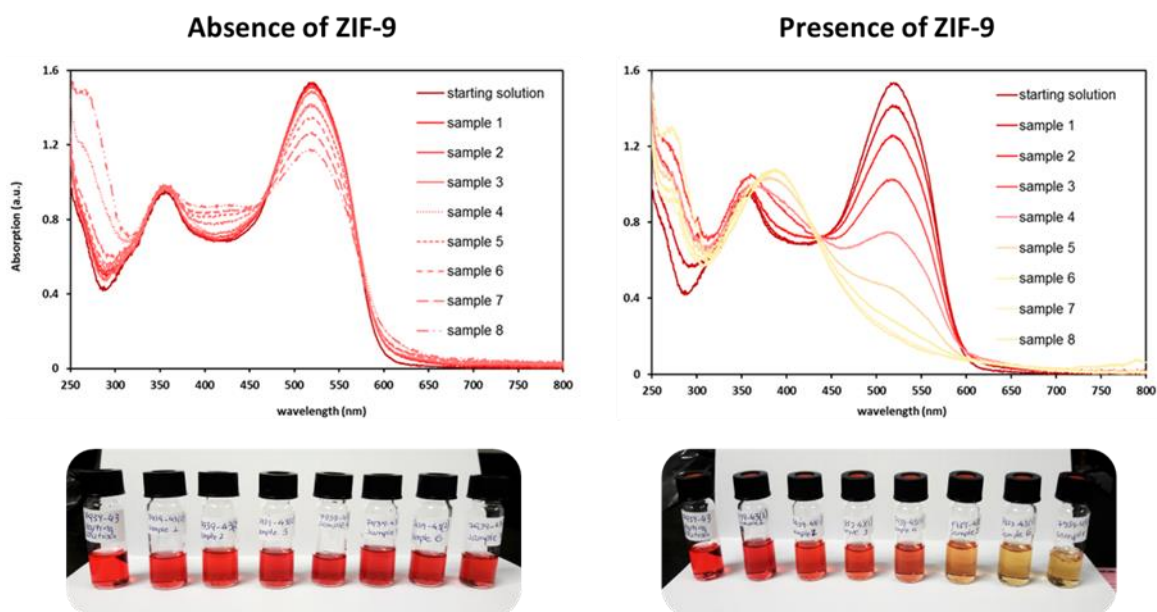 Absence of ZIF-9
1.6
1.2
0.8
0.4
0
250 300 350 400 450 500 550 600 650 700 750 800
Absorption (a.u.)
wavelength (nm)
starting solution
sample 1
sample 2
sample 3
sample 4
sample 5
sample 6
sample 7
sample 8
Presence of ZIF-9
1.6
1.2
0.8
0.4
0
250 300 350 400 450 500 550 600 650 700 750 800
wavelength (nm)
starting solution
sample 1
sample 2
sample 3
sample 4
sample 5
sample 6
sample 7
sample 8